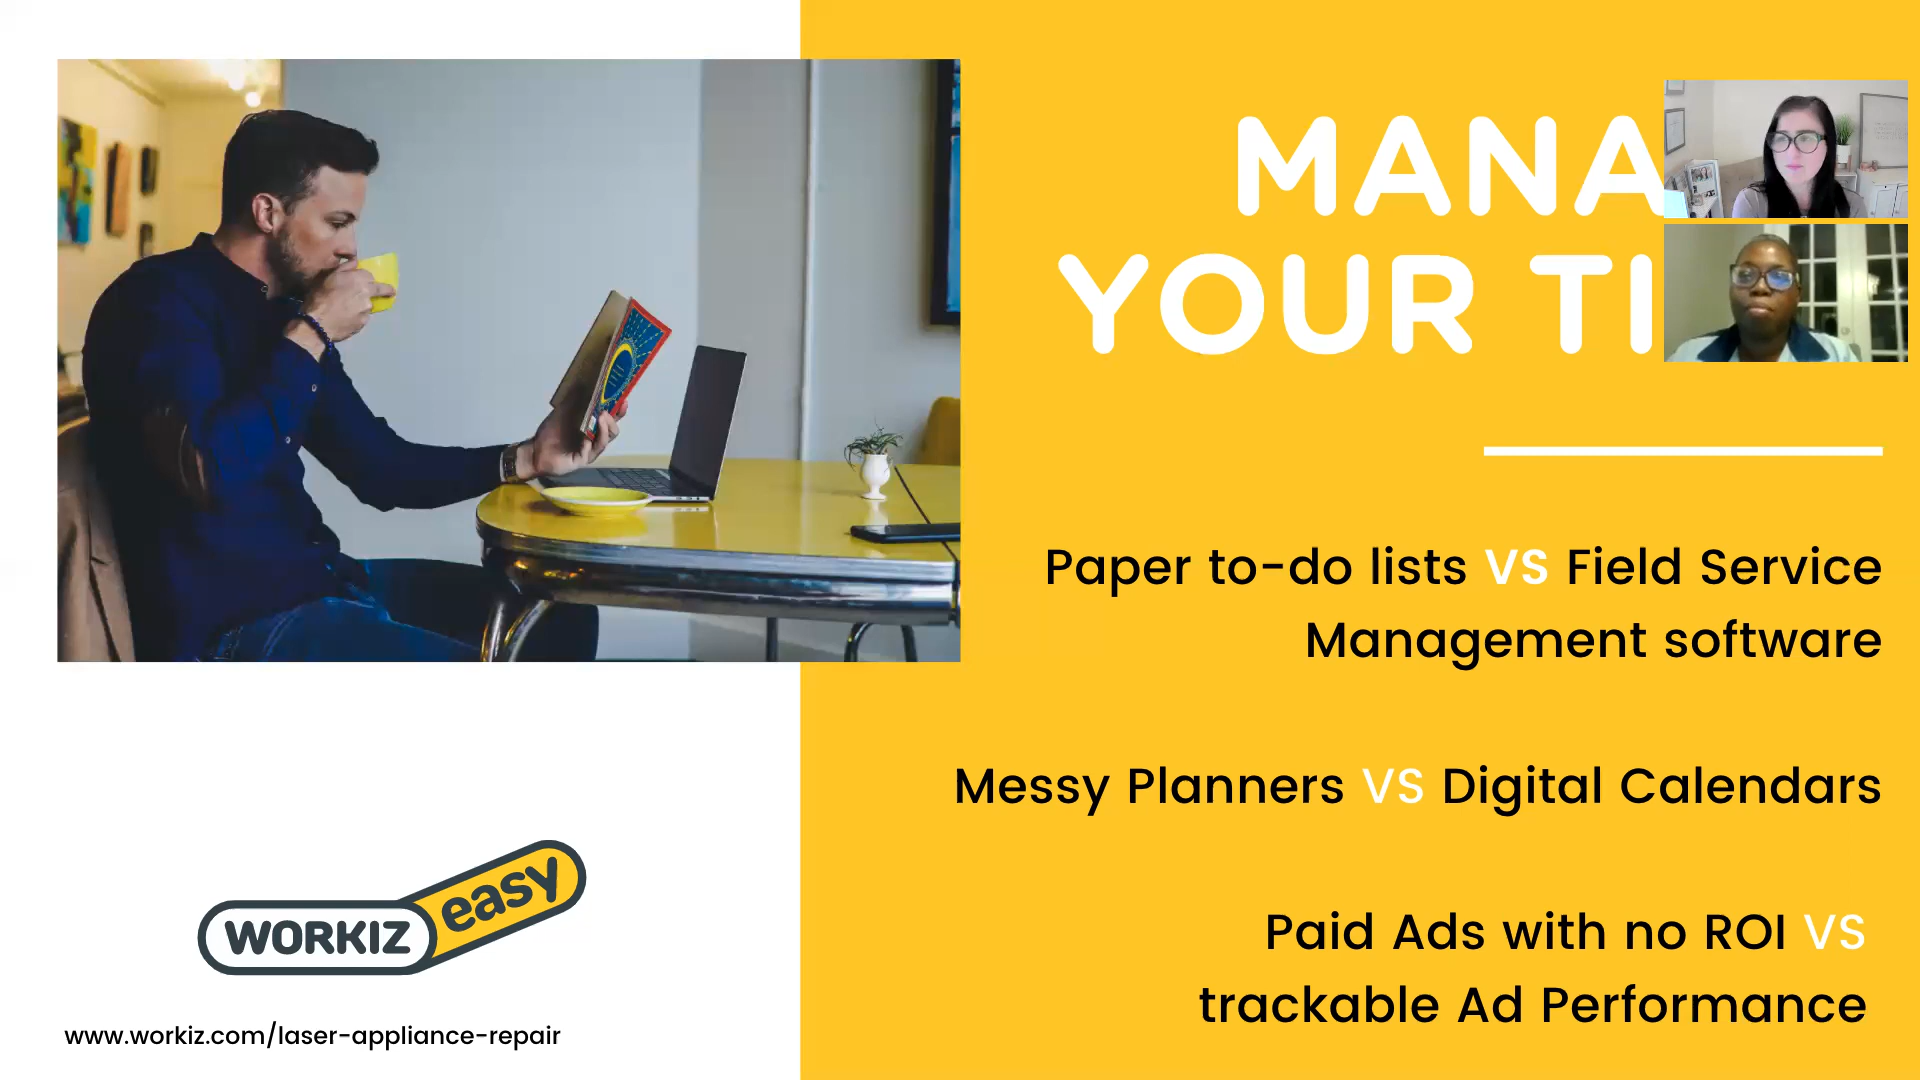 MANA
YOUR TI
Paper to-do lists VS Field Service
Management software
Messy Planners VS Digital Calendars
Paid Ads with no ROI VS
trackable Ad Performance
WORKIZ easy
www.workiz.com/laser-appliance-repair